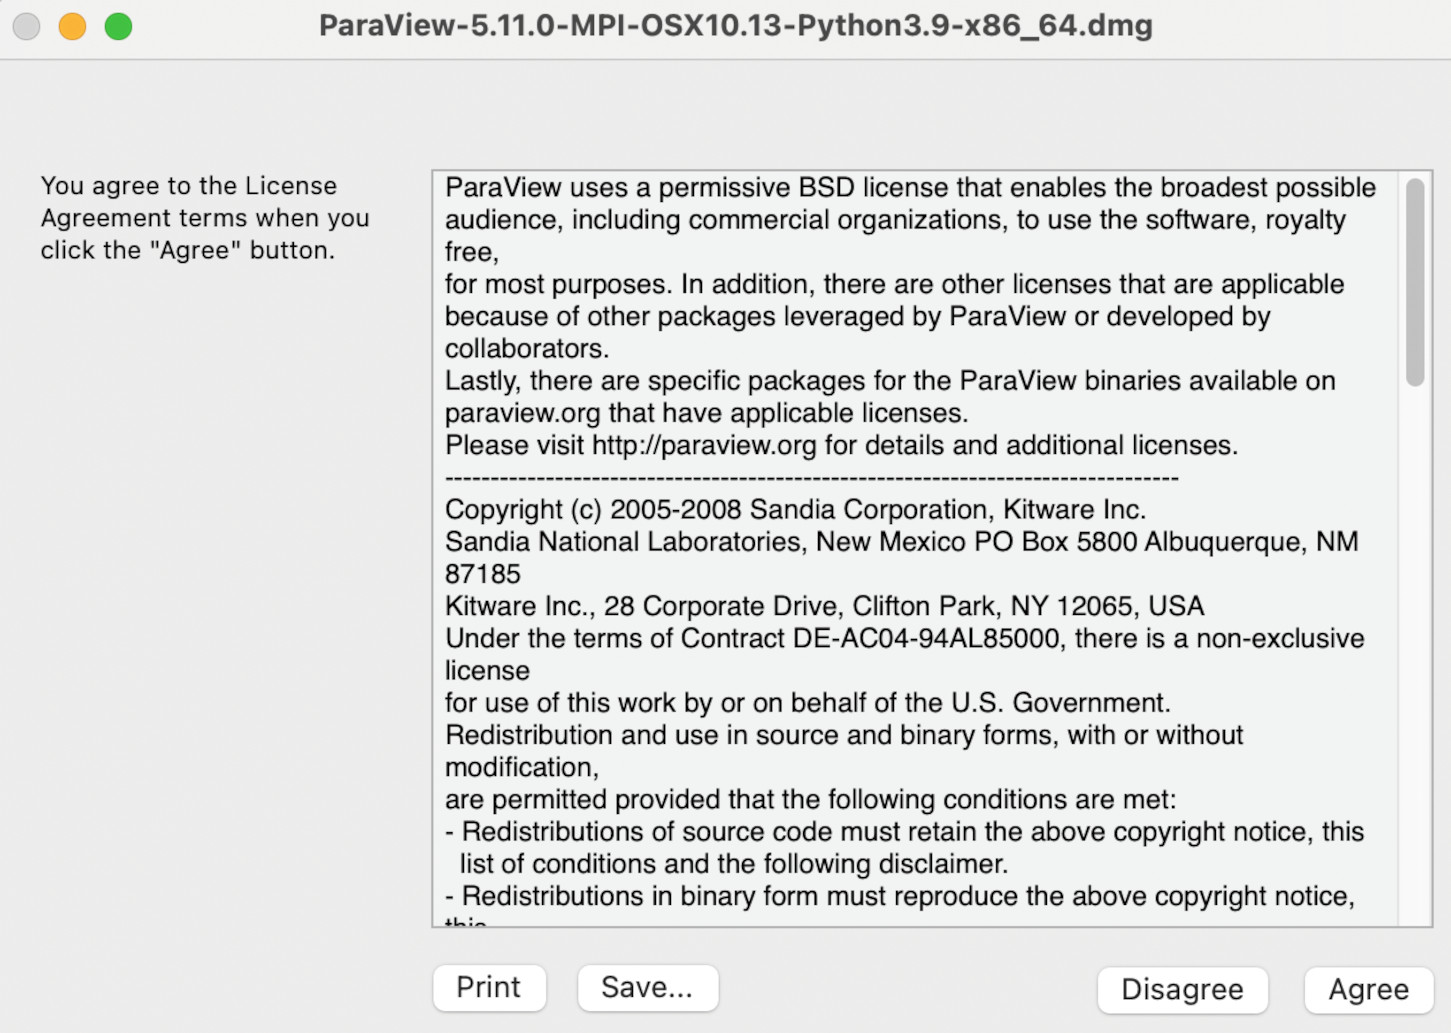 ParaView-5.11.0-MPI-OSX10.13-Python3.9-x86_64.dmg
You agree to the License
Agreement terms when you
click the "Agree" button.
ParaView uses a permissive BSD license that enables the broadest possible
audience, including commercial organizations, to use the software, royalty
free,
for most purposes. In addition, there are other licenses that are applicable
because of other packages leveraged by ParaView or developed by
collaborators.
Lastly, there are specific packages for the ParaView binaries available on
paraview.org that have applicable licenses.
Please visit http://paraview.org for details and additional licenses.
-------------------------------------------------------------------------------
Copyright (c) 2005-2008 Sandia Corporation, Kitware Inc.
Sandia National Laboratories, New Mexico PO Box 5800 Albuquerque, NM
87185
Kitware Inc., 28 Corporate Drive, Clifton Park, NY 12065, USA
Under the terms of Contract DE-AC04-94AL85000, there is a non-exclusive
license
for use of this work by or on behalf of the U.S. Government.
Redistribution and use in source and binary forms, with or without
modification,
are permitted provided that the following conditions are met:
- Redistributions of source code must retain the above copyright notice, this
list of conditions and the following disclaimer.
- Redistributions in binary form must reproduce the above copyright notice,
this
Print
Save...
Disagree
Agree